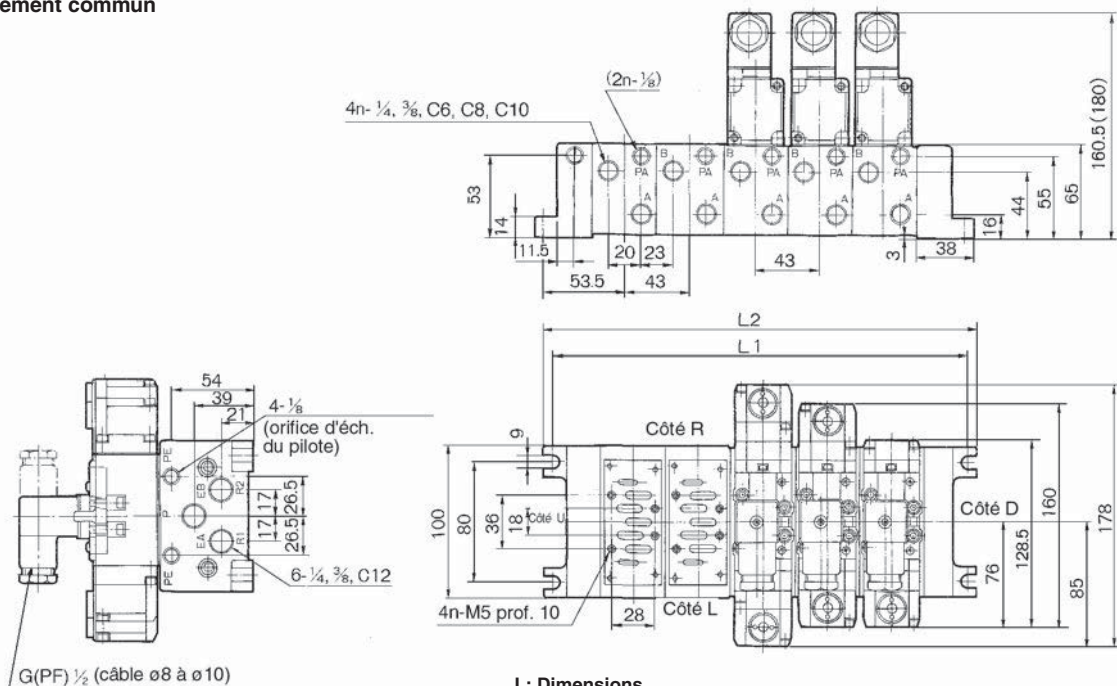 ement commun
(2n-⅛)
4n- ¼, ⅜, C6, C8, C10
B B B B
PA PA PA PA PA
A A A A A
53
14
11.5
20 23
53.5 43
43
3
38
16
44
55
65
160.5 (180)
L2
L1
54
39
21
4-⅛
(orifice d'éch.
du pilote)
PE
EB
R2
P
EA
R1
PE
17
17
26.5
26.5
6-¼, ⅜, C12
G(PF) ½ (câble ø8 à ø10)
9
100
80
36
18
Côté R
Côté U
Côté D
Côté L
4n-M5 prof. 10
28
76
128.5
160
85
178
L: Dimensions